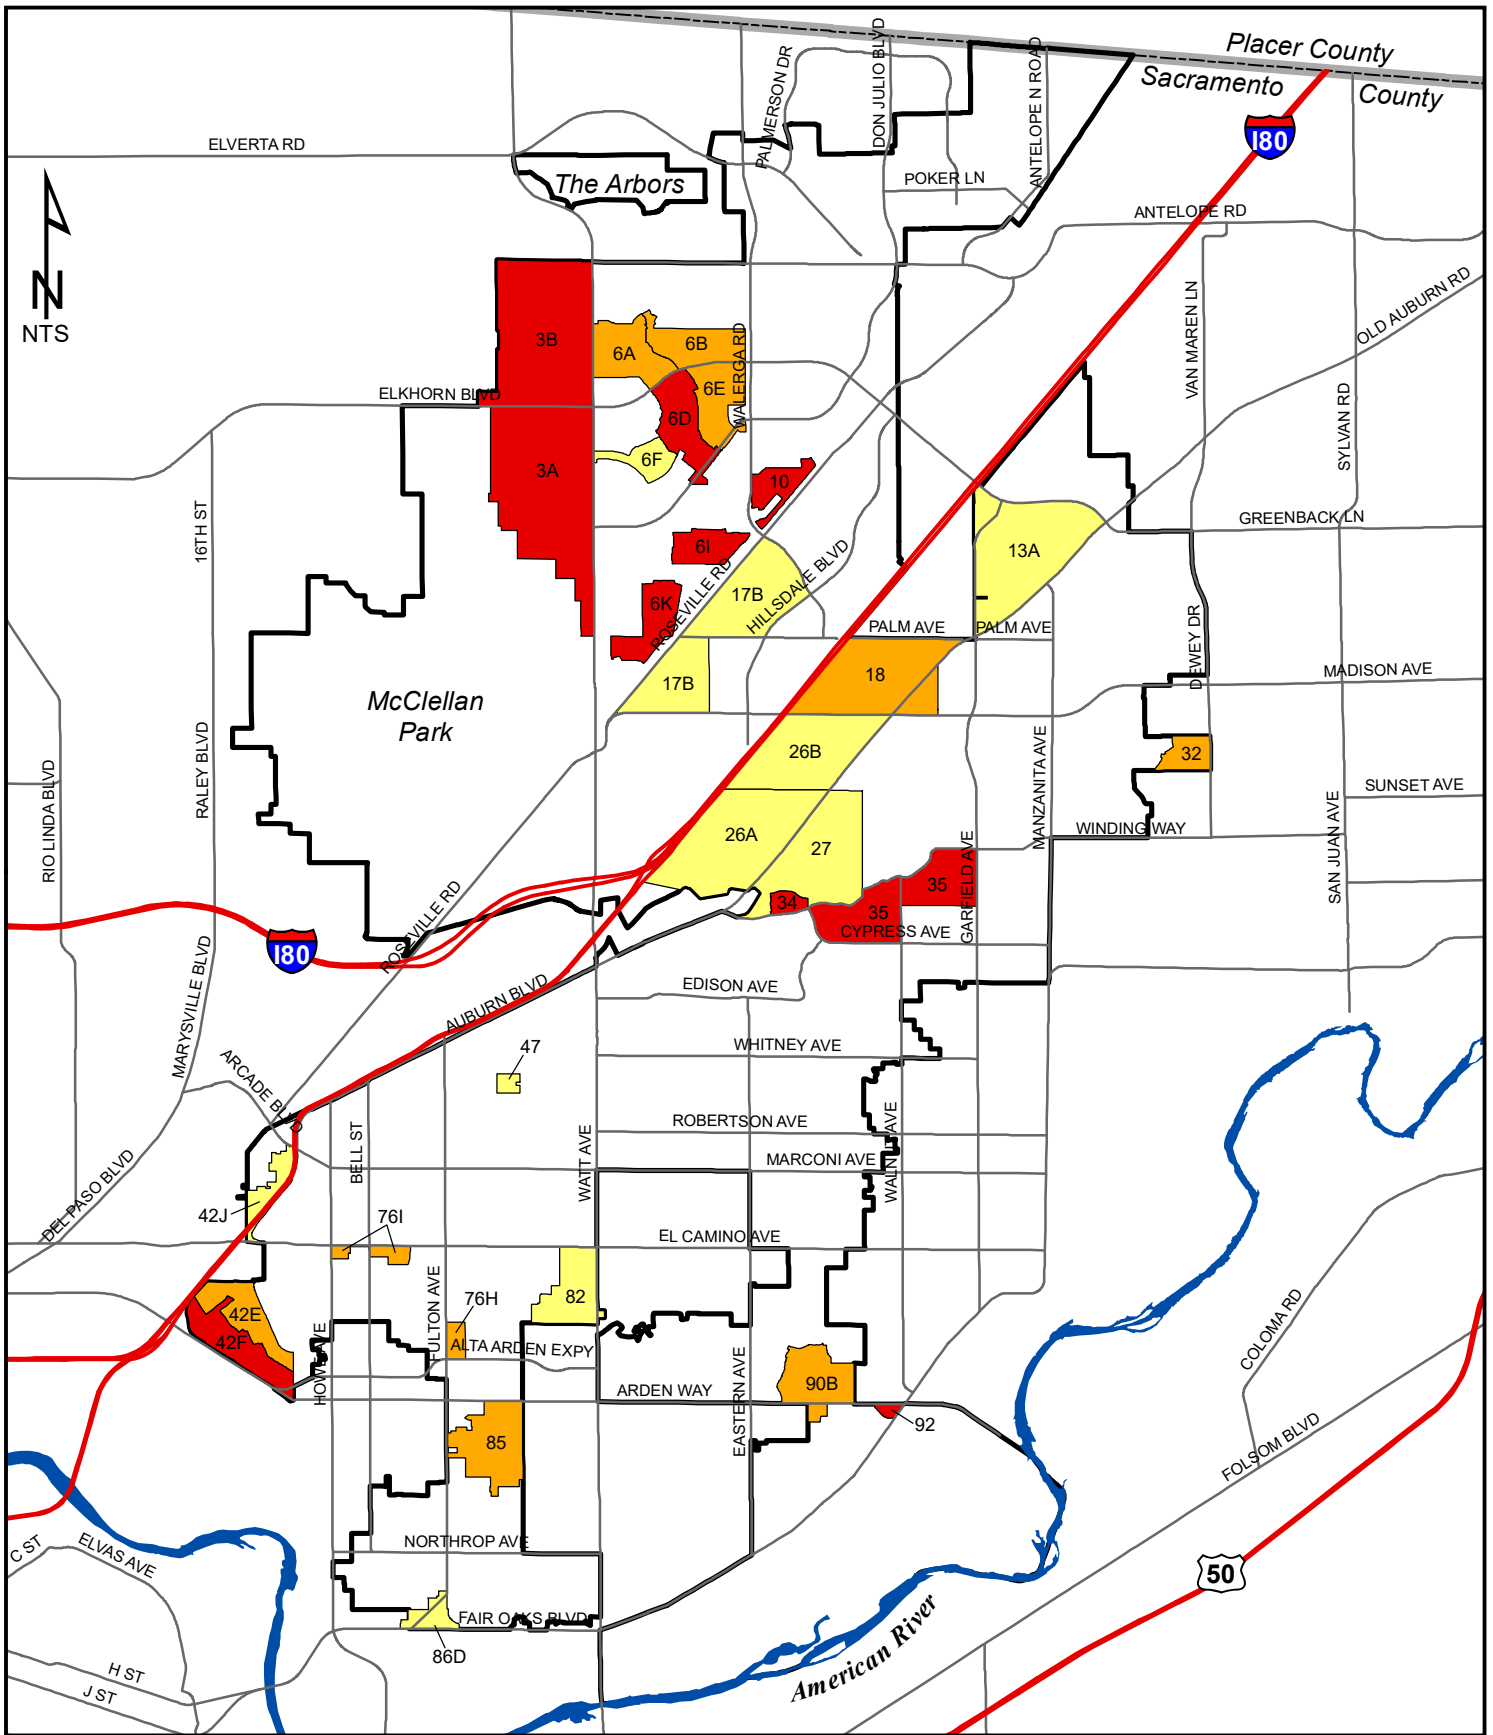 Placer County
Sacramento
County
I80
PALMERSON DR
DON JULIO BLVD
ANTELOPE N ROAD
ELVERTA RD
The Arbors
POKER LN
ANTELOPE RD
N
NTS
VAN MAREN LN
OLD AUBURN RD
3B
6A
6B
WALERGA RD
ELKHORN BLVD
6E
6D
SYLVAN RD
3A
6F
10
16TH ST
GREENBACK LN
6I
13A
ROSEVILLE RD
17B
HILLSDALE BLVD
6K
PALM AVE
PALM AVE
DEWEY DR
MADISON AVE
18
17B
McClellan
Park
RIO LINDA BLVD
RALEY BLVD
26B
MANZANITA AVE
32
SUNSET AVE
SAN JUAN AVE
26A
27
WINDING WAY
GARFIELD AVE
35
34
35
CYPRESS AVE
ROSEVILLE RD
I80
MARYSVILLE BLVD
EDISON AVE
AUBURN BLVD
WHITNEY AVE
47
ARCADE BLVD
ROBERTSON AVE
WALNUT AVE
BELL ST
WATT AVE
MARCONI AVE
DEL PASO BLVD
42J
76I
EL CAMINO AVE
FULTON AVE
76H
82
42E
42F
HOWE AVE
ALTA ARDEN EXPY
COLOMA RD
EASTERN AVE
90B
ARDEN WAY
92
85
FOLSOM BLVD
NORTHROP AVE
C ST
ELVAS AVE
50
FAIR OAKS BLVD
86D
American River
H ST
J ST